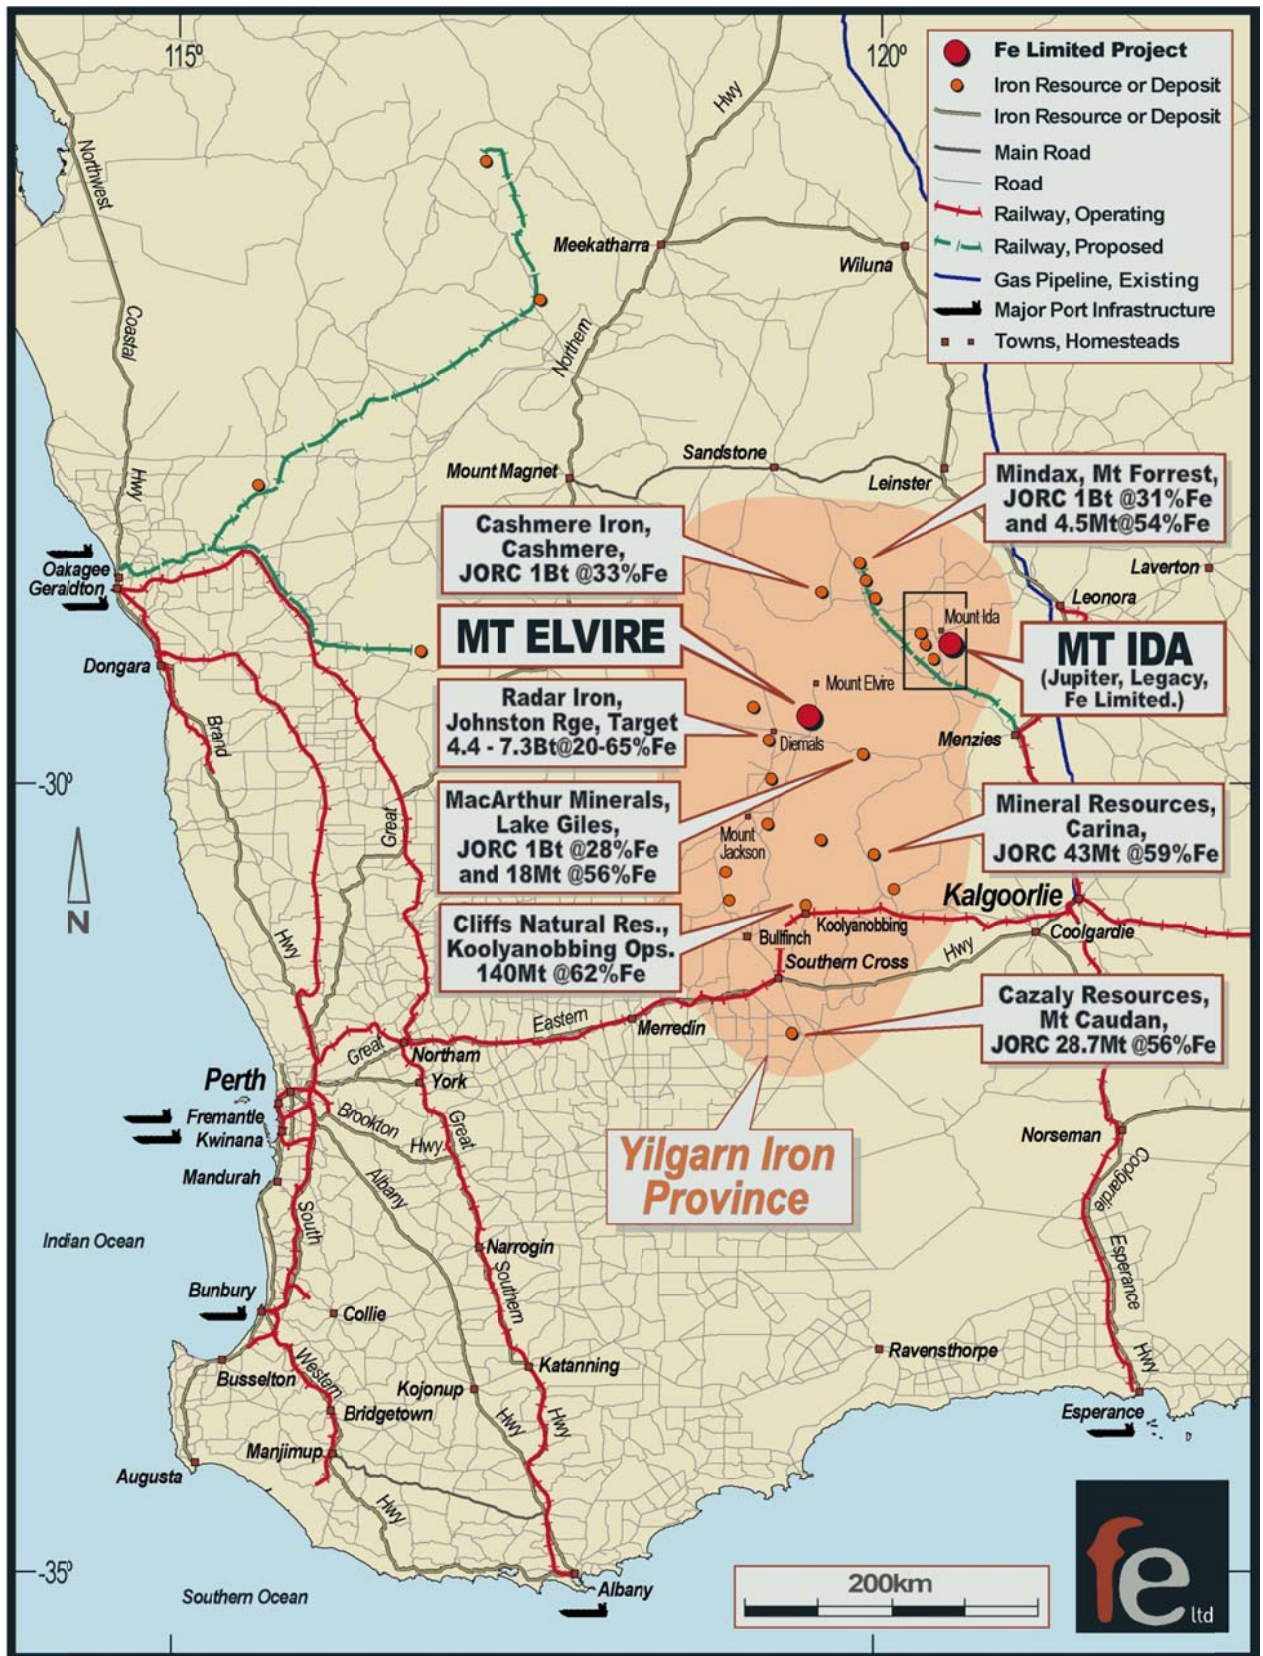 115º
120º
Fe Limited Project
Iron Resource or Deposit
Iron Resource or Deposit
Main Road
Road
Railway, Operating
Railway, Proposed
Gas Pipeline, Existing
Major Port Infrastructure
Towns, Homesteads
Hwy
Northwest
Coastal
Hwy
Meekatharra
Wiluna
Northern
Sandstone
Mount Magnet
Leinster
Mindax, Mt Forrest,
JORC 1Bt @31%Fe
and 4.5Mt@54%Fe
Cashmere Iron,
Cashmere,
JORC 1Bt @33%Fe
Oakagee
Geraldton
Laverton
Leonora
Mount Ida
MT ELVIRE
MT IDA
(Jupiter, Legacy,
Fe Limited.)
Dongara
Mount Elvire
Radar Iron,
Johnston Rge, Target
4.4 - 7.3Bt@20-65%Fe
Brand
Diemals
Menzies
-30º
MacArthur Minerals,
Lake Giles,
JORC 1Bt @28%Fe
and 18Mt @56%Fe
Great
Mount
Jackson
Mineral Resources,
Carina,
JORC 43Mt @59%Fe
N
Kalgoorlie
Cliffs Natural Res.,
Koolyanobbing Ops.
140Mt @62%Fe
Hwy
Koolyanobbing
Bullfinch
Coolgardie
Hwy
Southern Cross
Cazaly Resources,
Mt Caudan,
JORC 28.7Mt @56%Fe
Eastern
Merredin
Great
Northam
Perth
York
Fremantle
Kwinana
Brookton
Hwy
Great
Norseman
Yilgarn Iron
Province
Mandurah
Albany
Coolgardie
South
Indian Ocean
Narrogin
Esperance
Bunbury
Collie
Southern
Hwy
Ravensthorpe
Busselton
Western
Katanning
Kojonup
Bridgetown
Hwy
Hwy
Esperance
Manjimup
Augusta
Hwy
-35º
Southern Ocean
Albany
200km
fe
ltd